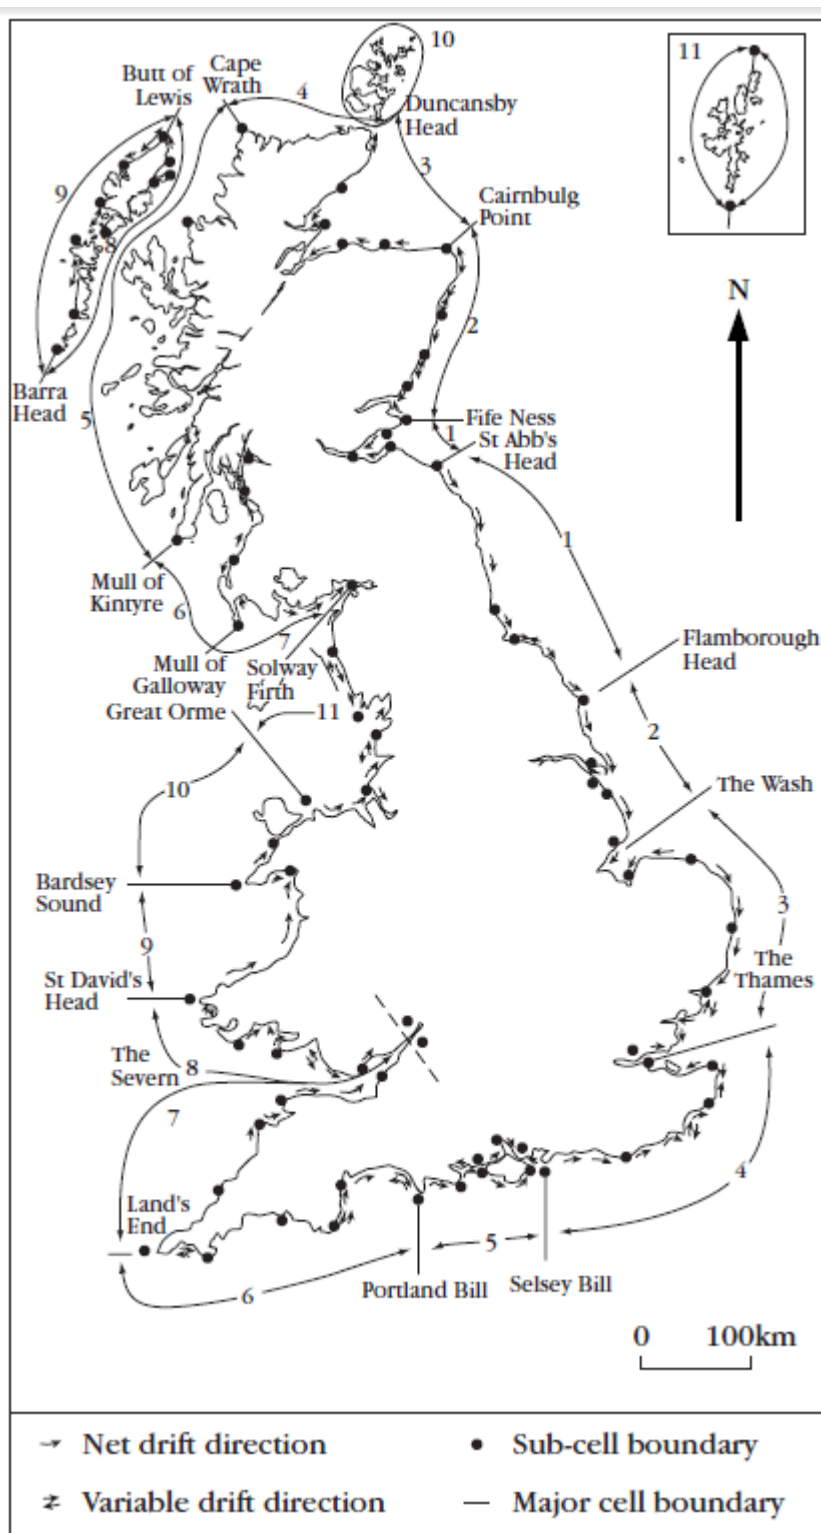 10
11
Butt of
Lewis
Cape
Wrath
4
Duncansby
Head
3
9
8
Cairnbulg
Point
N
2
Barra
Head
5
Fife Ness
1
St Abb's
Head
1
Mull of
Kintyre
6
7
Mull of
Galloway
Solway
Firth
Flamborough
Head
Great Orme
11
2
10
The Wash
Bardsey
Sound
3
9
St David's
Head
The
Thames
The
Severn
8
7
4
Land's
End
5
6
Portland Bill
Selsey Bill
0 100km
Net drift direction
Sub-cell boundary
Variable drift direction
Major cell boundary